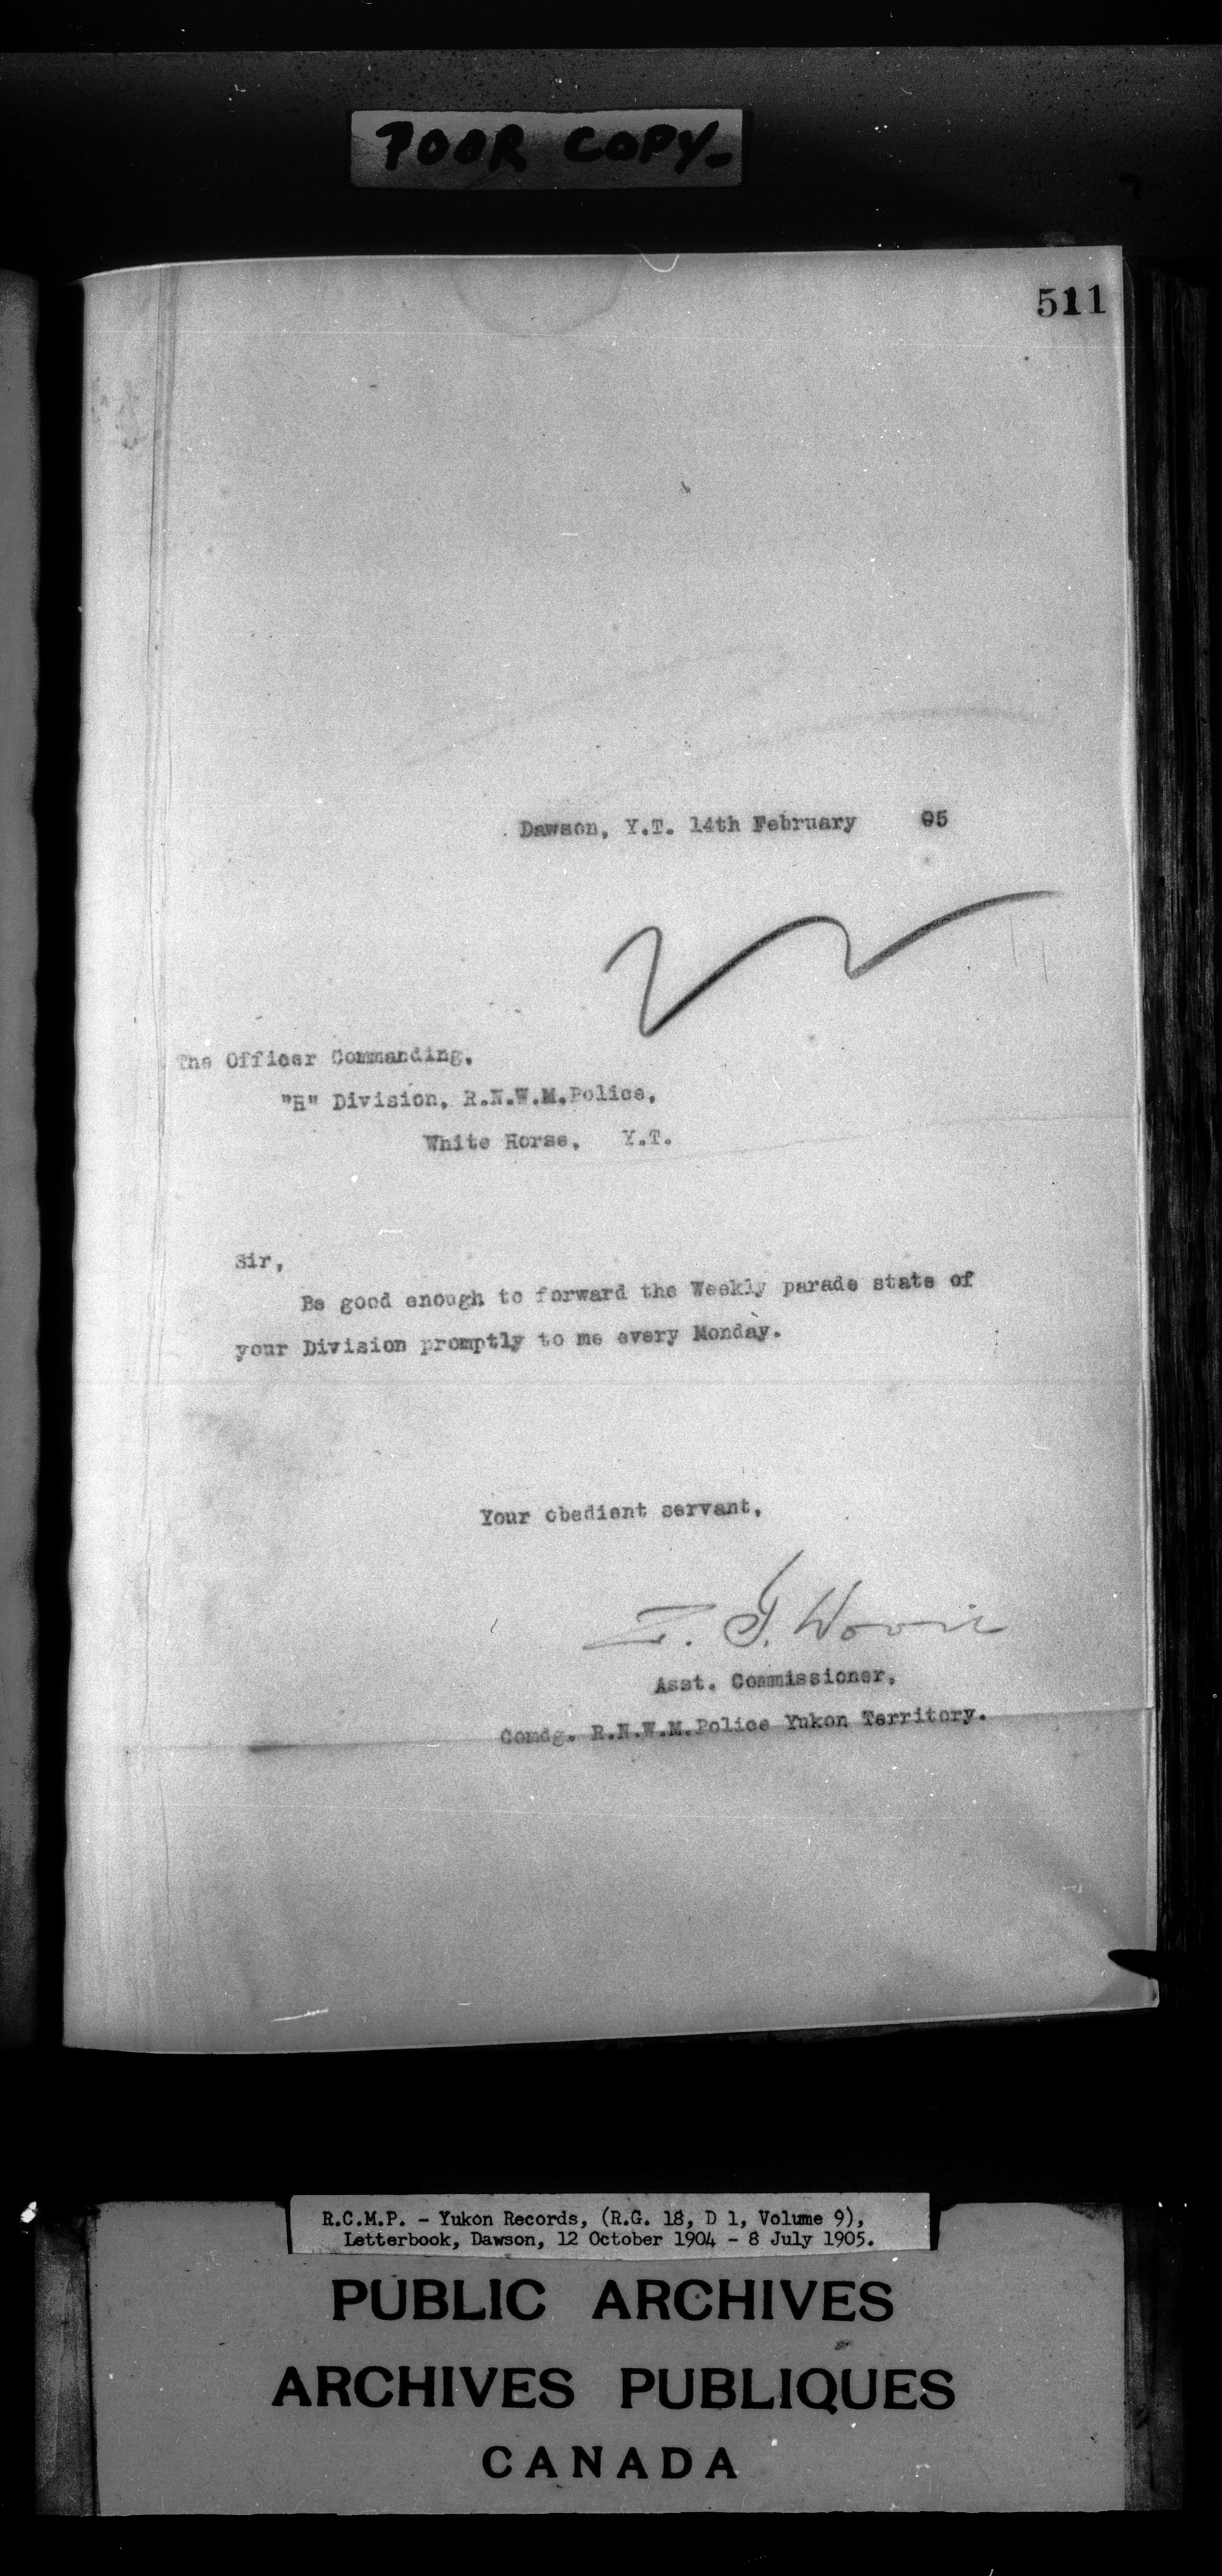 POOR COPY-
511
Dawson, Y.T. 14th February 05
The Officer Commanding,
"H" Division, R.N.W.M.Police,
White Horse, Y.T.
Sir,
Be good enough to forward the Weekly parade state of
your Division promptly to me every Monday.
Your obedient servant,
Z. T. Wood
Asst. Commissioner,
Comdg. R.N.W.M.Police Yukon Territory.
R.C.M.P. - Yukon Records, (R.G. 18, D 1, Volume 9),
Letterbook, Dawson, 12 October 1904 - 8 July 1905.
PUBLIC ARCHIVES
ARCHIVES PUBLIQUES
CANADA